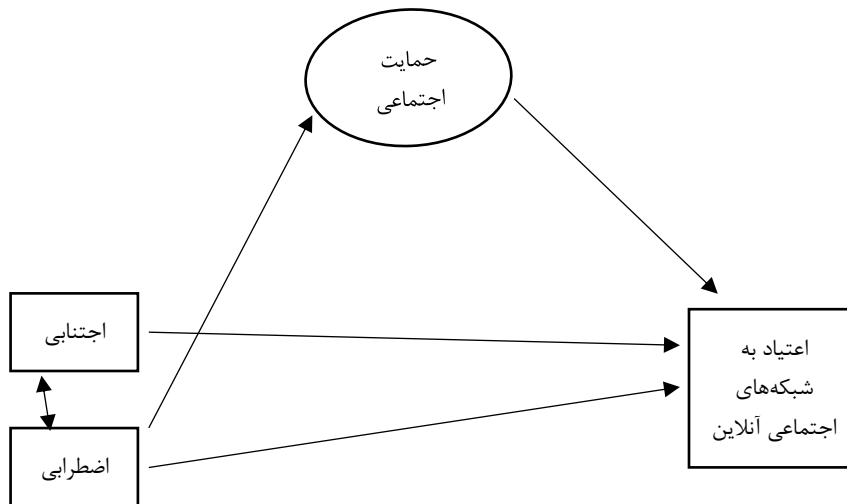 حمایت
اجتماعی
اجتنابی
اعتیاد به
شبکه‌های
اجتماعی آنلاین
اضطرابی